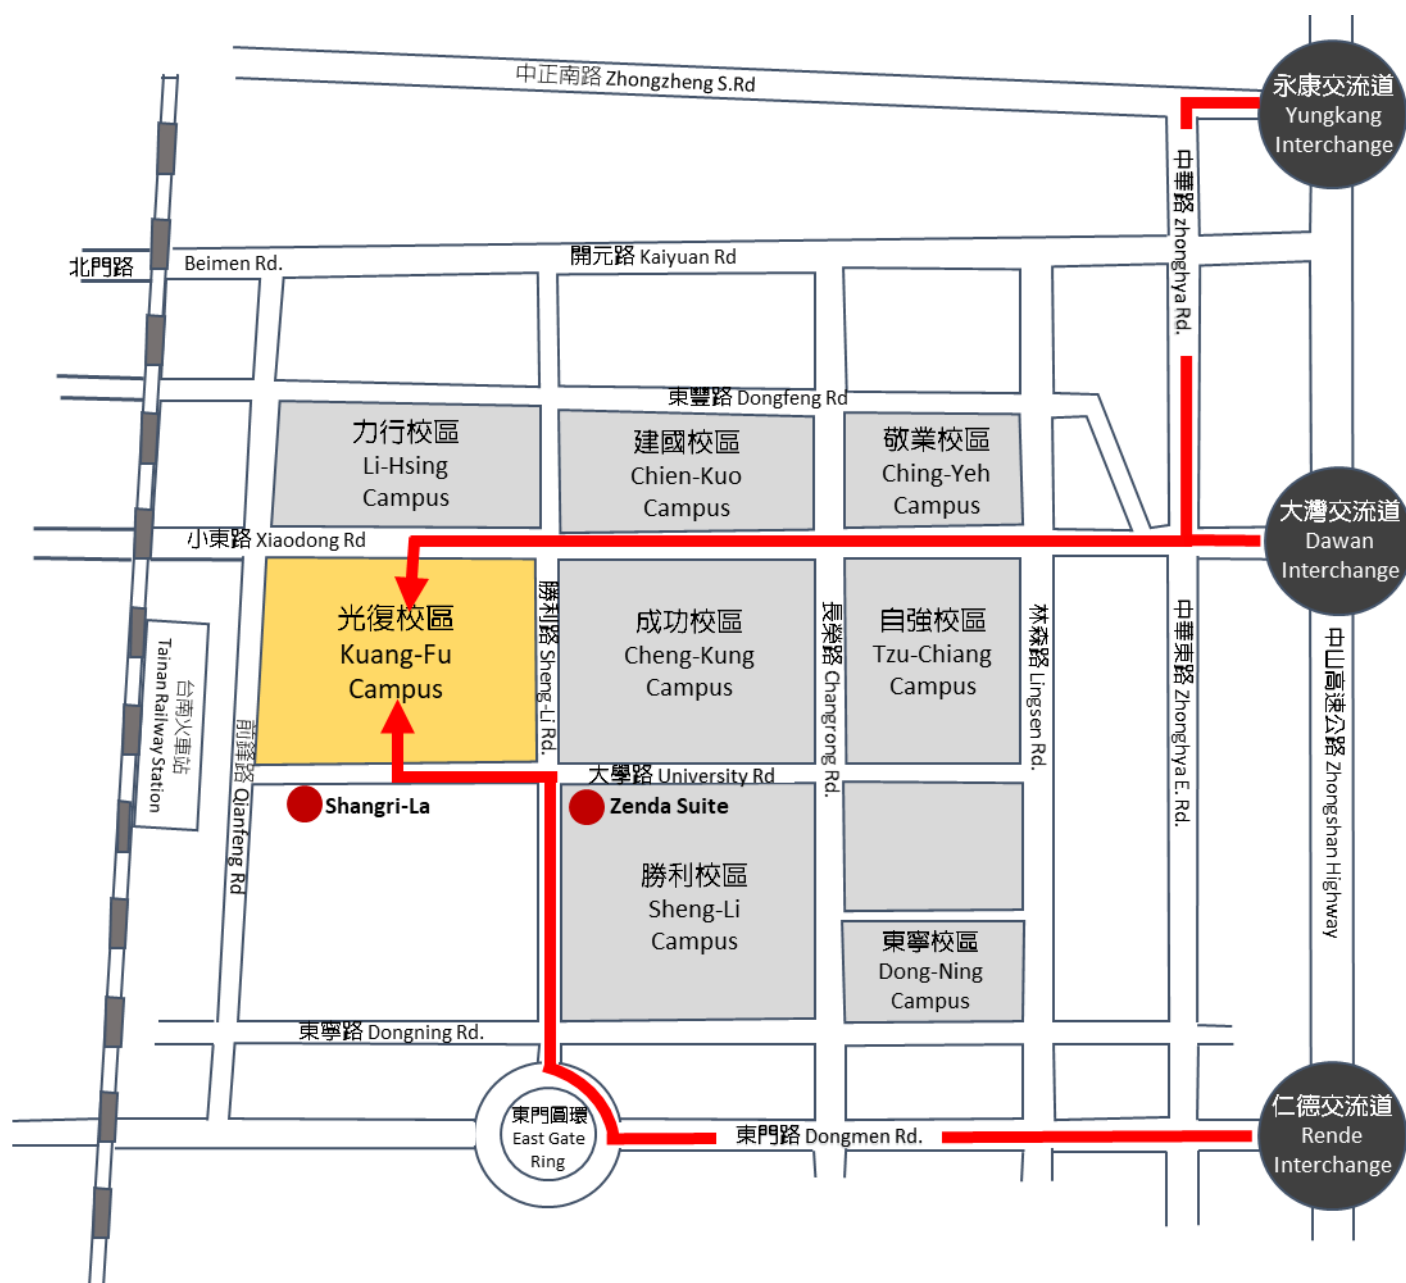 中正南路 Zhongzheng S.Rd
永康交流道
Yungkang
Interchange
中華路 zhonghya Rd.
北門路
Beimen Rd.
開元路 Kaiyuan Rd
東豐路 Dongfeng Rd
力行校區
Li-Hsing
Campus
建國校區
Chien-Kuo
Campus
敬業校區
Ching-Yeh
Campus
大灣交流道
Dawan
Interchange
小東路 Xiaodong Rd
光復校區
Kuang-Fu
Campus
勝利路 Sheng-Li Rd.
成功校區
Cheng-Kung
Campus
長榮路 Changrong Rd.
自強校區
Tzu-Chiang
Campus
林森路 Lingsen Rd.
中華東路 Zhonghya E. Rd.
中山高速公路 Zhongshan Highway
台南火車站
Tainan Railway Station
前鋒路 Qianfeng Rd
大學路 University Rd
Shangri-La
Zenda Suite
勝利校區
Sheng-Li
Campus
東寧校區
Dong-Ning
Campus
東寧路 Dongning Rd.
東門圓環
East Gate
Ring
東門路 Dongmen Rd.
仁德交流道
Rende
Interchange